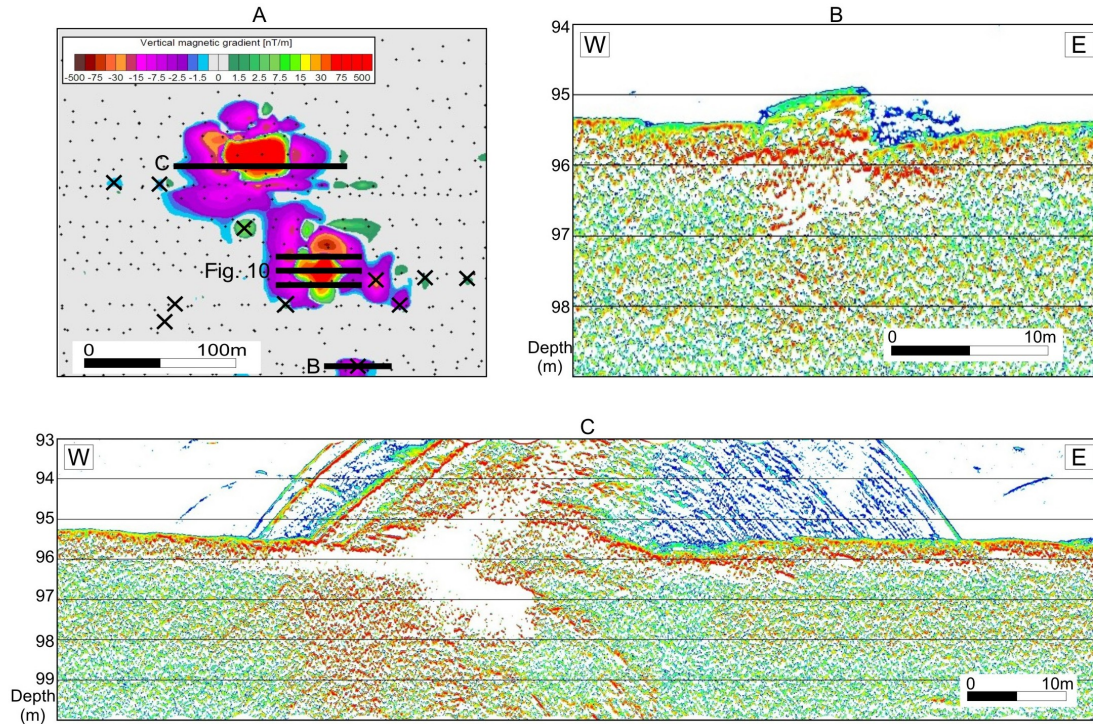 A
Vertical magnetic gradient [nT/m]
-500 -75 -30 -15 -7.5 -2.5 -1.5 0 1.5 2.5 7.5 15 30 75 500
C
Fig. 10
0 100m
B
B
94
W E
95
96
97
98
Depth
(m)
0 10m
C
93
W E
94
95
96
97
98
99
Depth
(m)
0 10m